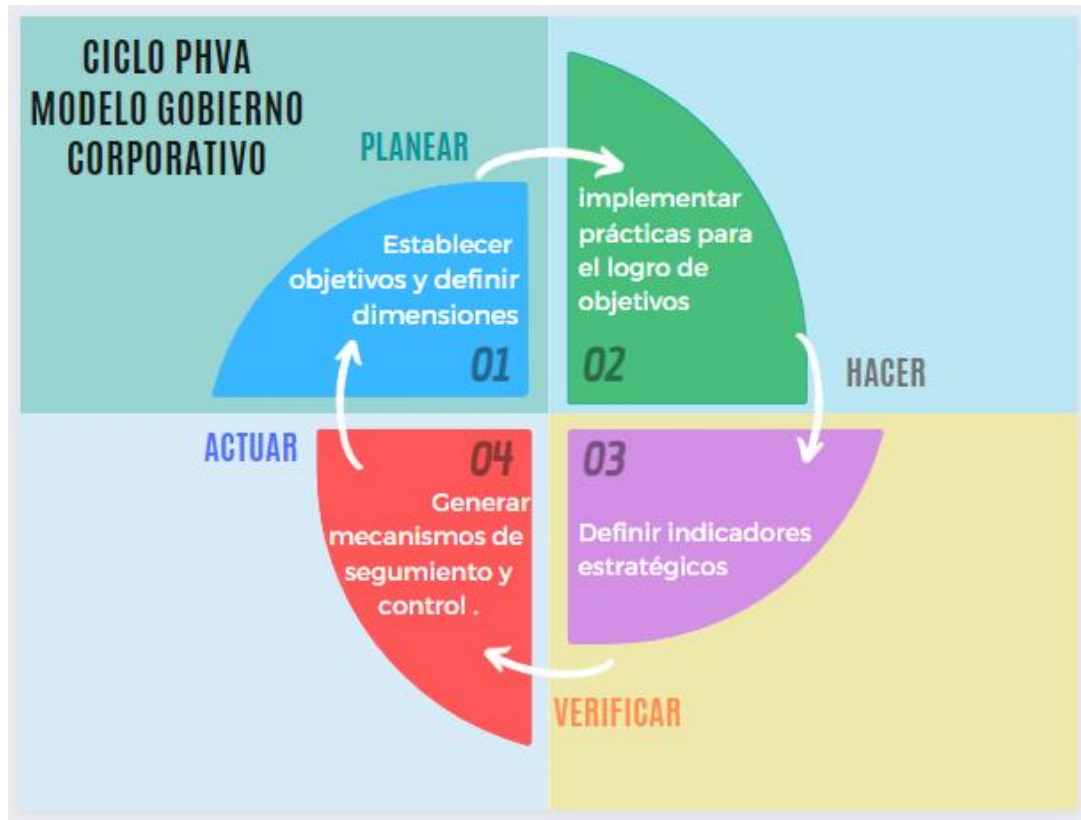 CICLO PHVA
MODELO GOBIERNO
CORPORATIVO
PLANEAR
Establecer
objetivos y definir
dimensiones
01
implementar
prácticas para
el logro de
objetivos
02
HACER
03
Definir indicadores
estratégicos
VERIFICAR
ACTUAR
04
Generar
mecanismos de
segumiento y
control .